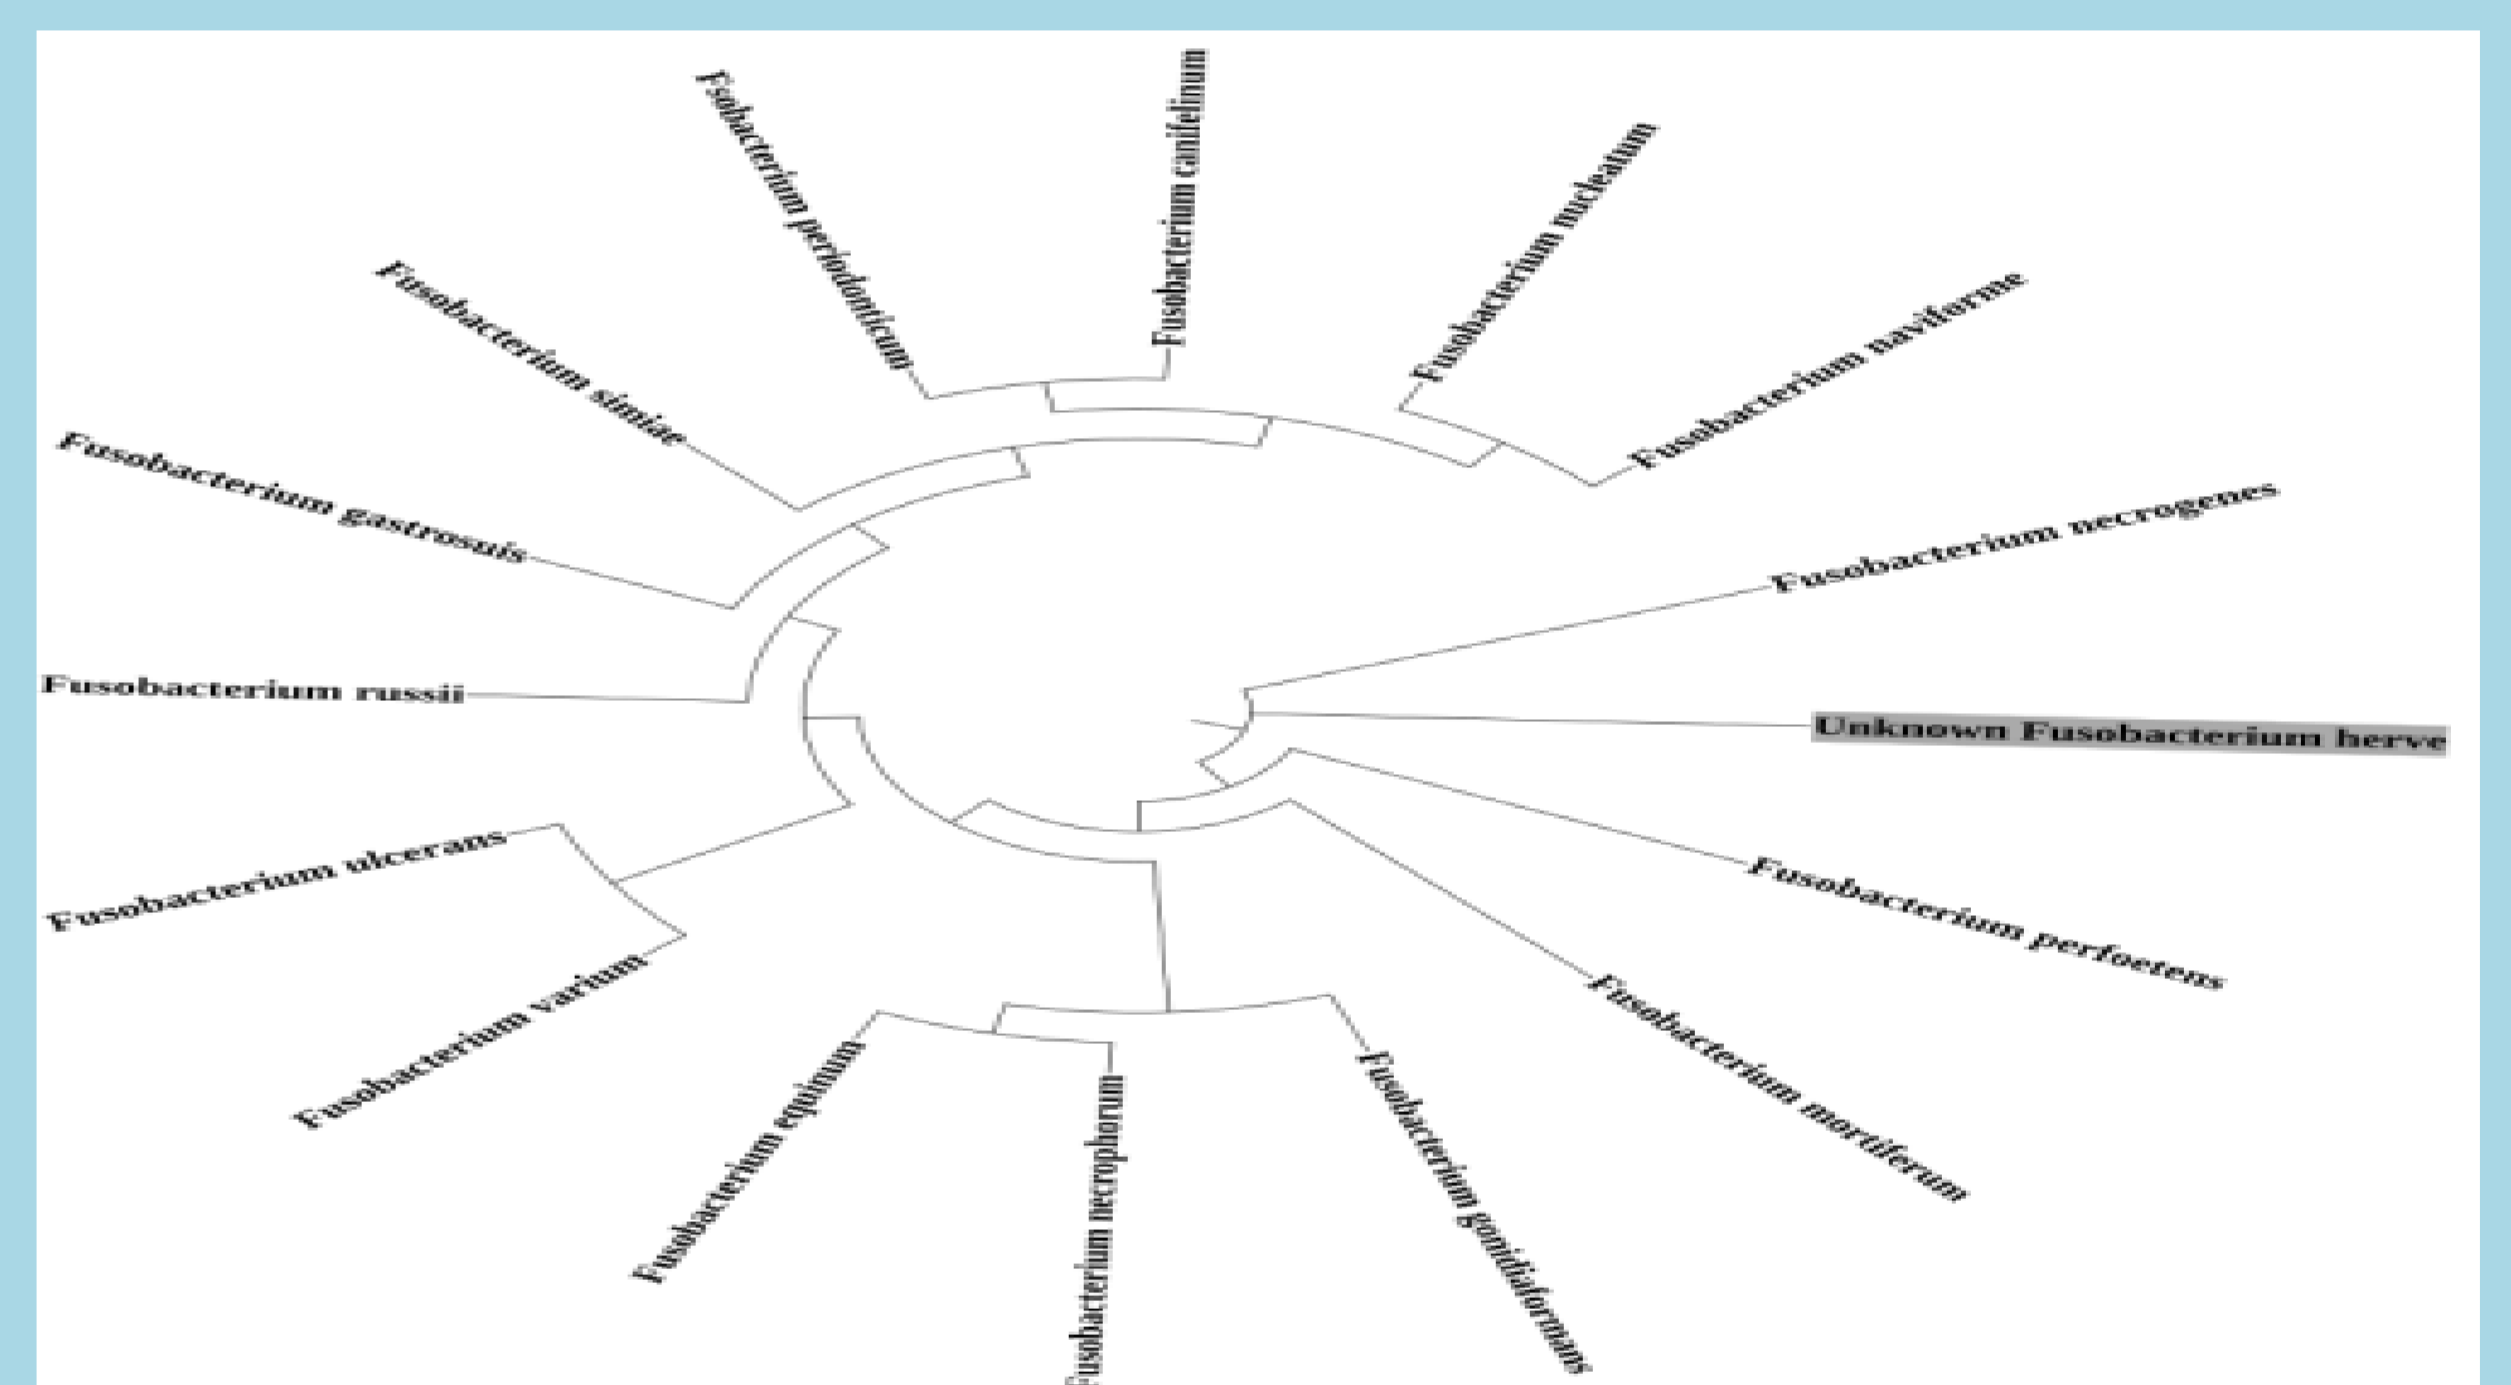 Fsobacterium periodonticum
Fusobacterium canifelinum
Fusobacterium nucleatum
Fusobacterium naviforme
Fusobacterium necrogenes
Unknown Fusobacterium herve
Fusobacterium perfoetens
Fusobacterium mortiferum
Fusobacterium gonidiaformans
Fusobacterium necrophorum
Fusobacterium equinum
Fusobacterium varium
Fusobacterium ulcerans
Fusobacterium russii
Fusobacterium gastrosuis
Fusobacterium simiae